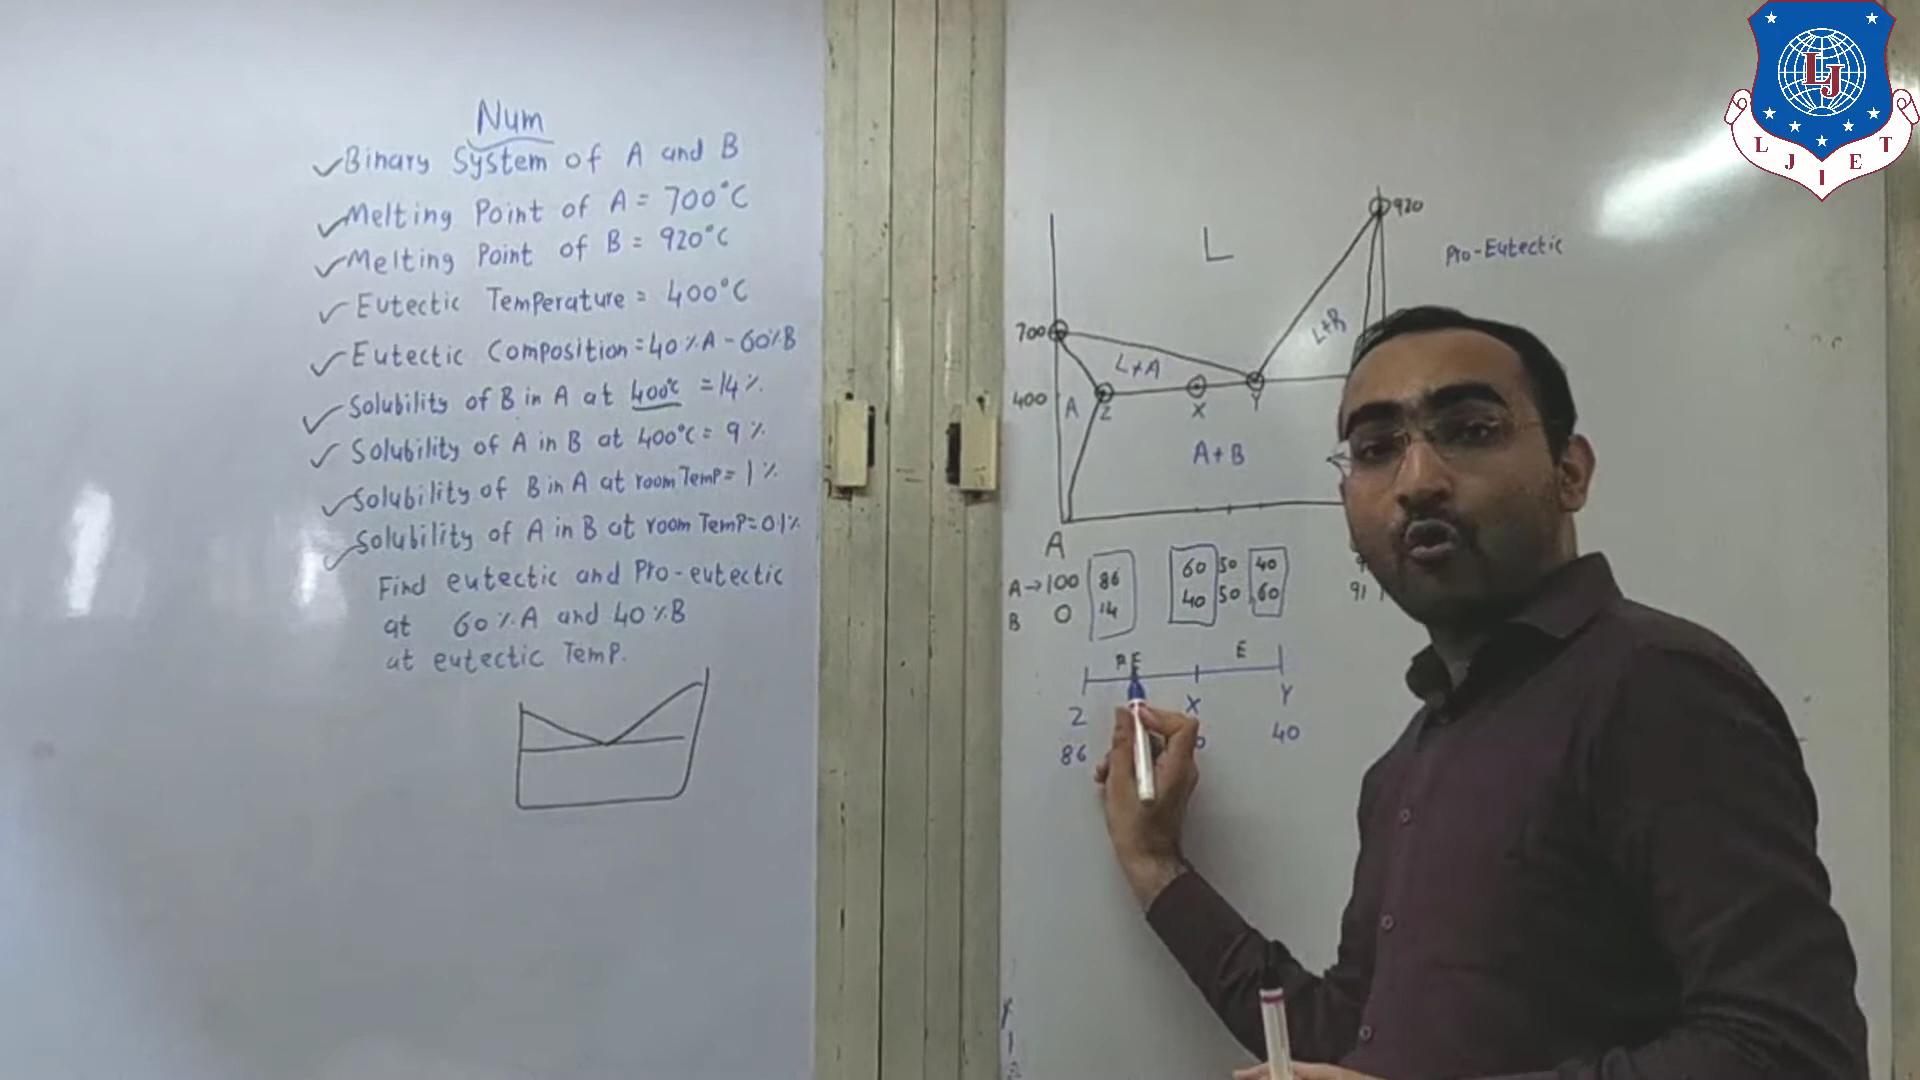 Num
Binary System of A and B
Melting Point of A = 700°C
Melting Point of B = 920°C
Eutectic Temperature = 400°C
Eutectic Composition = 40%A - 60%B
Solubility of B in A at 400°C = 14%
Solubility of A in B at 400°C = 9%
Solubility of B in A at room Temp = 1%
Solubility of A in B at room Temp = 0.1%
Find eutectic and Pro-eutectic
at 60%A and 40%B
at eutectic Temp.
920
L
Pro-Eutectic
L+B
700
L+A
400
A
Z
X
Y
A+B
A
A→100 86 60 50 40
B 0 14 40 50 60 91
PE E
Z X Y
86 40
LJ
LJIET